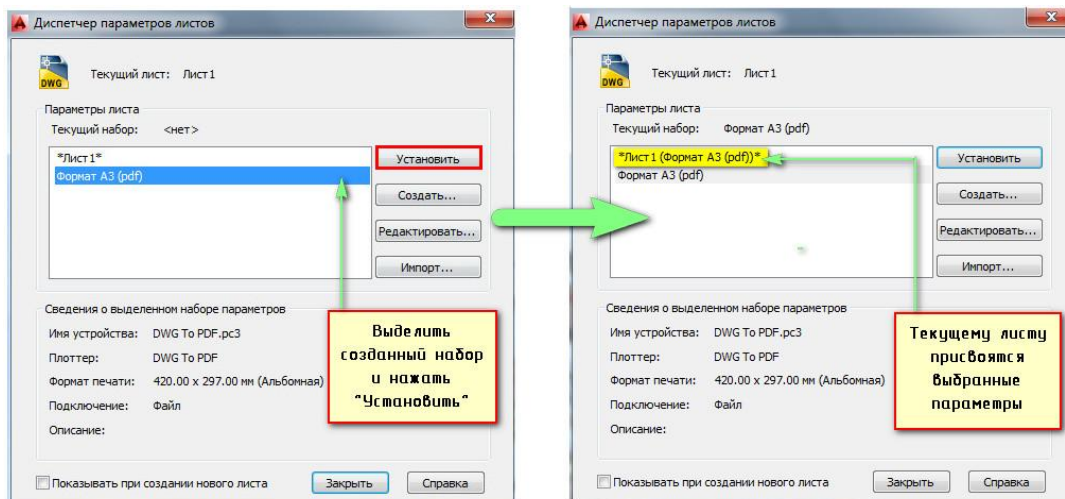 Диспетчер параметров листов
DWG
Текущий лист: Лист1
Параметры листа
Текущий набор: <нет>
*Лист1*
Формат А3 (pdf)
Установить
Создать...
Редактировать...
Импорт...
Сведения о выделенном наборе параметров
Имя устройства: DWG To PDF.pc3
Плоттер: DWG To PDF
Формат печати: 420.00 x 297.00 мм (Альбомная)
Подключение: Файл
Описание:
Выделить
созданный набор
и нажать
"Установить"
Показывать при создании нового листа
Закрыть
Справка
Диспетчер параметров листов
DWG
Текущий лист: Лист1
Параметры листа
Текущий набор: Формат А3 (pdf)
*Лист1 (Формат А3 (pdf))*
Формат А3 (pdf)
Установить
Создать...
Редактировать...
Импорт...
Сведения о выделенном наборе параметров
Имя устройства: DWG To PDF.pc3
Плоттер: DWG To PDF
Формат печати: 420.00 x 297.00 мм (Альбомная)
Подключение: Файл
Описание:
Текущему листу
присвоятся
выбранные
параметры
Показывать при создании нового листа
Закрыть
Справка